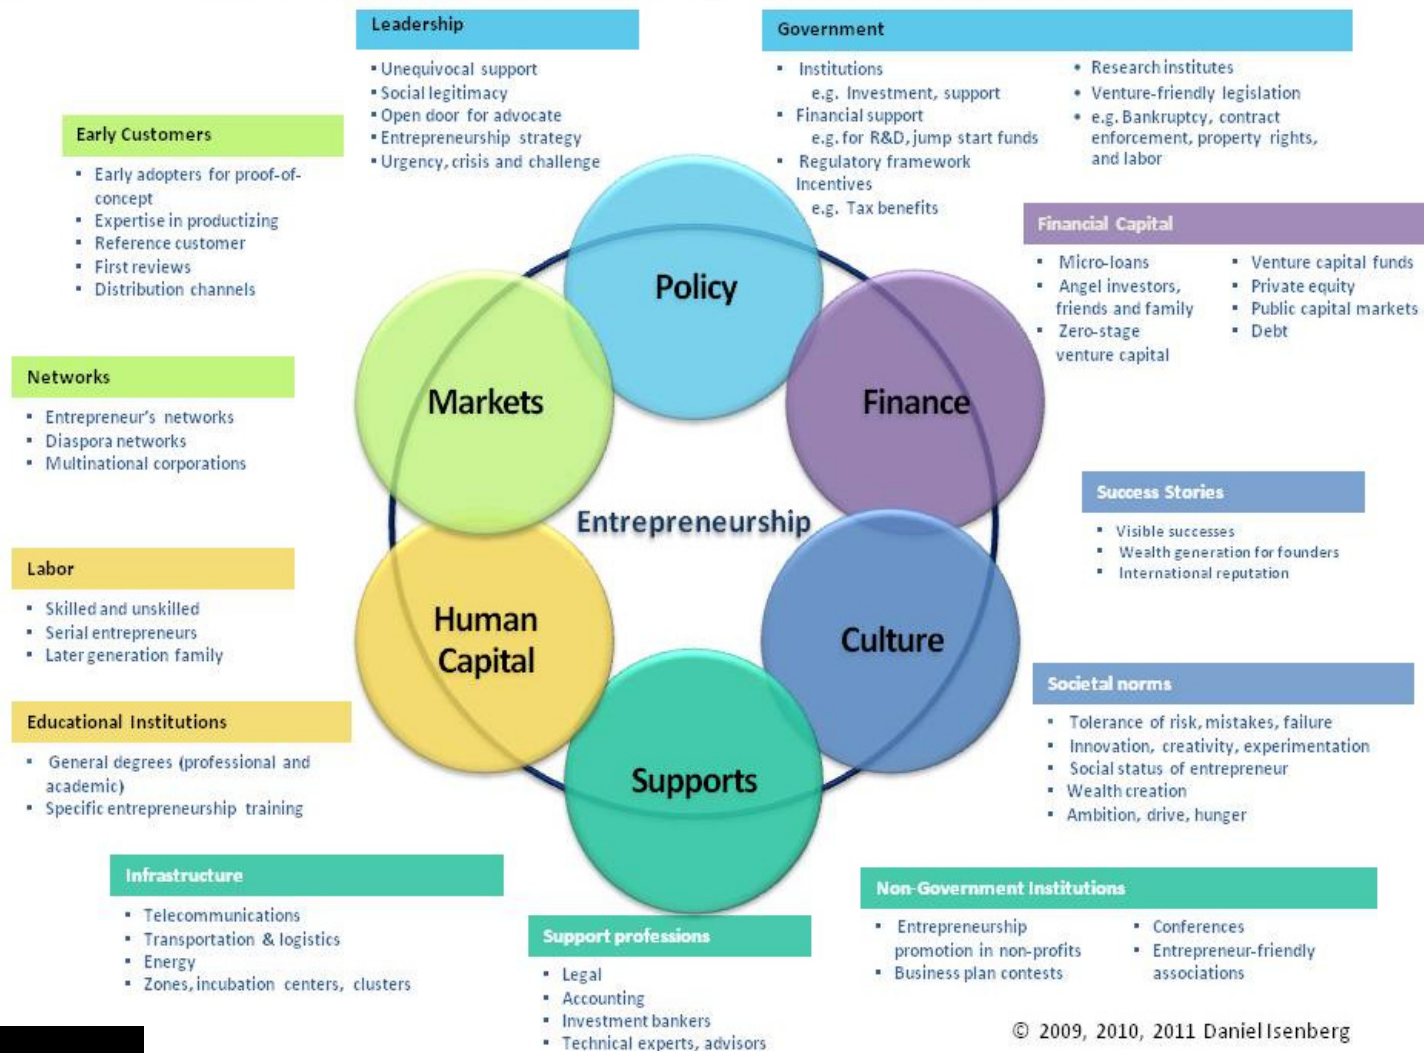 Leadership
▪ Unequivocal support
▪ Social legitimacy
▪ Open door for advocate
▪ Entrepreneurship strategy
▪ Urgency, crisis and challenge
Government
▪ Institutions
e.g. Investment, support
▪ Financial support
e.g. for R&D, jump start funds
▪ Regulatory framework
Incentives
e.g. Tax benefits
• Research institutes
• Venture-friendly legislation
• e.g. Bankruptcy, contract
enforcement, property rights,
and labor
Early Customers
▪ Early adopters for proof-of-
concept
▪ Expertise in productizing
▪ Reference customer
▪ First reviews
▪ Distribution channels
Financial Capital
▪ Micro-loans
▪ Angel investors,
friends and family
▪ Zero-stage
venture capital
▪ Venture capital funds
▪ Private equity
▪ Public capital markets
▪ Debt
Policy
Markets
Finance
Networks
▪ Entrepreneur's networks
▪ Diaspora networks
▪ Multinational corporations
Entrepreneurship
Success Stories
▪ Visible successes
▪ Wealth generation for founders
▪ International reputation
Labor
▪ Skilled and unskilled
▪ Serial entrepreneurs
▪ Later generation family
Human
Capital
Culture
Societal norms
▪ Tolerance of risk, mistakes, failure
▪ Innovation, creativity, experimentation
▪ Social status of entrepreneur
▪ Wealth creation
▪ Ambition, drive, hunger
Educational Institutions
▪ General degrees (professional and
academic)
▪ Specific entrepreneurship training
Supports
Infrastructure
▪ Telecommunications
▪ Transportation & logistics
▪ Energy
▪ Zones, incubation centers, clusters
Support professions
▪ Legal
▪ Accounting
▪ Investment bankers
▪ Technical experts, advisors
Non-Government Institutions
▪ Entrepreneurship
promotion in non-profits
▪ Business plan contests
▪ Conferences
▪ Entrepreneur-friendly
associations
© 2009, 2010, 2011 Daniel Isenberg